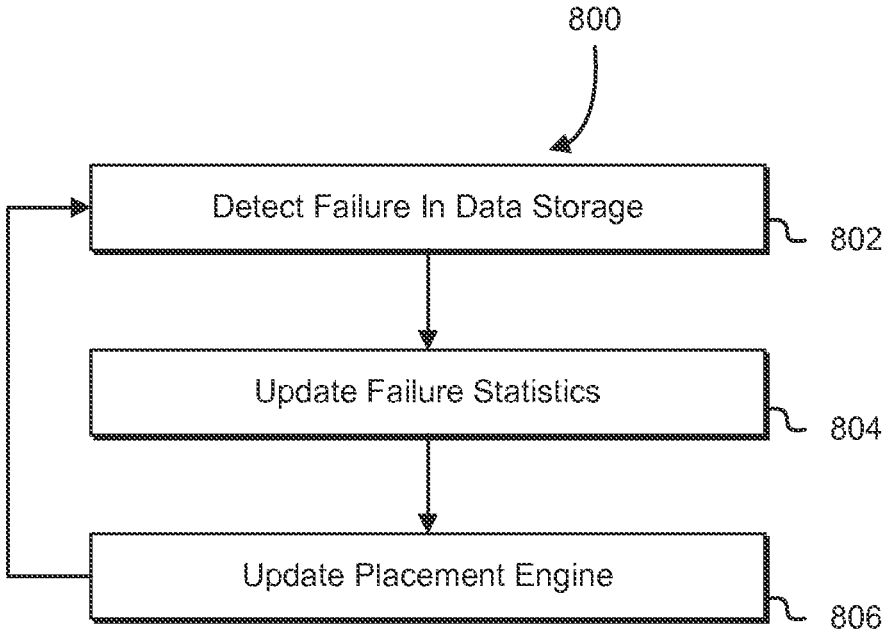 800
Detect Failure In Data Storage
802
Update Failure Statistics
804
Update Placement Engine
806